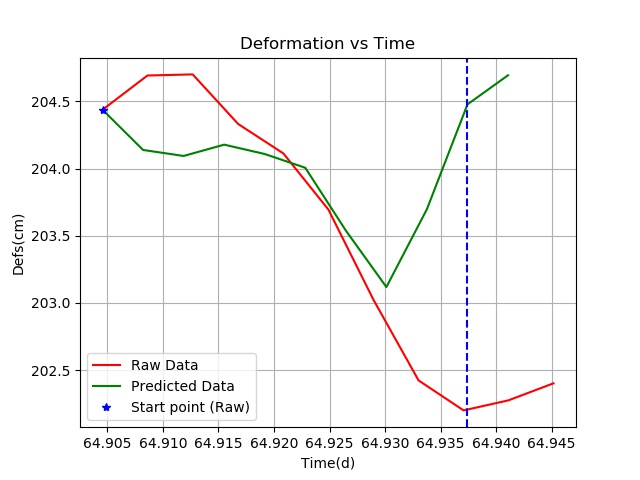 Deformation vs Time
Defs(cm)
204.5
204.0
203.5
203.0
202.5
Raw Data
Predicted Data
Start point (Raw)
64.905 64.910 64.915 64.920 64.925 64.930 64.935 64.940 64.945
Time(d)